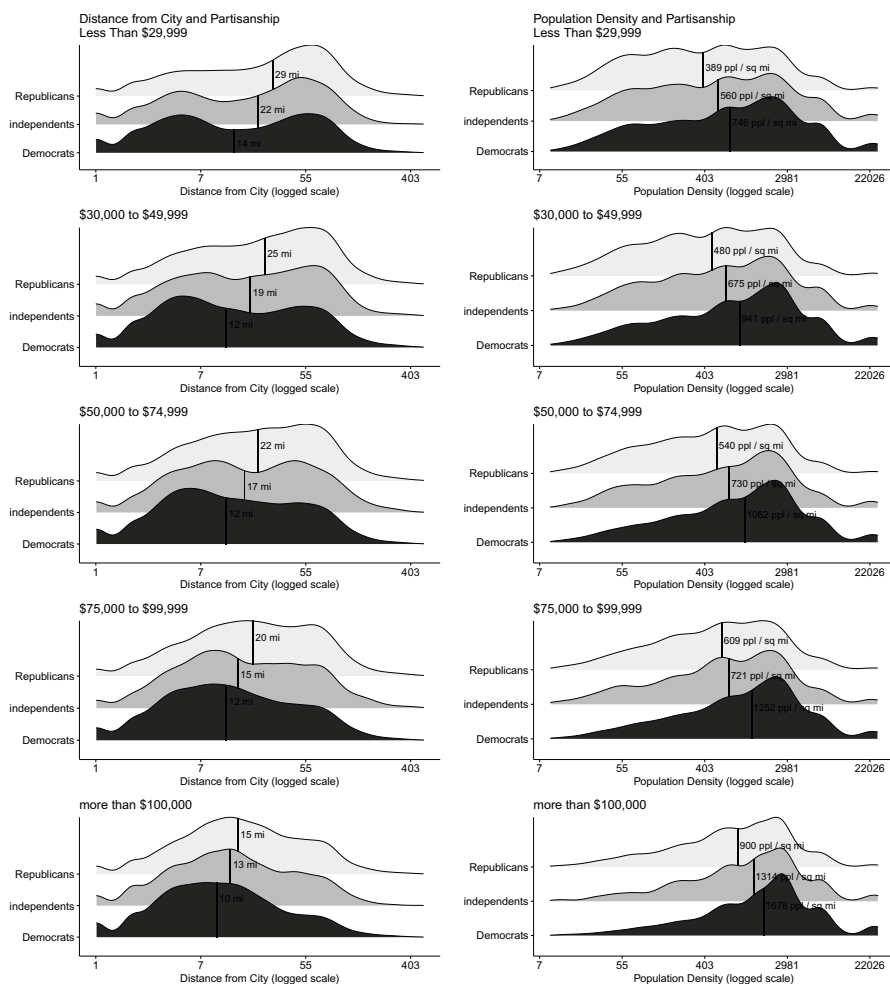 Distance from City and Partisanship
Less Than $29,999
Republicans
independents
Democrats
29 mi
22 mi
14 mi
1 7 55 403
Distance from City (logged scale)
Population Density and Partisanship
Less Than $29,999
Republicans
independents
Democrats
389 ppl / sq mi
560 ppl / sq mi
746 ppl / sq mi
7 55 403 2981 22026
Population Density (logged scale)
$30,000 to $49,999
Republicans
independents
Democrats
25 mi
19 mi
12 mi
1 7 55 403
Distance from City (logged scale)
$30,000 to $49,999
Republicans
independents
Democrats
480 ppl / sq mi
675 ppl / sq mi
941 ppl / sq mi
7 55 403 2981 22026
Population Density (logged scale)
$50,000 to $74,999
Republicans
independents
Democrats
22 mi
17 mi
12 mi
1 7 55 403
Distance from City (logged scale)
$50,000 to $74,999
Republicans
independents
Democrats
540 ppl / sq mi
730 ppl / sq mi
1062 ppl / sq mi
7 55 403 2981 22026
Population Density (logged scale)
$75,000 to $99,999
Republicans
independents
Democrats
20 mi
15 mi
12 mi
1 7 55 403
Distance from City (logged scale)
$75,000 to $99,999
Republicans
independents
Democrats
609 ppl / sq mi
721 ppl / sq mi
1252 ppl / sq mi
7 55 403 2981 22026
Population Density (logged scale)
more than $100,000
Republicans
independents
Democrats
15 mi
13 mi
10 mi
1 7 55 403
Distance from City (logged scale)
more than $100,000
Republicans
independents
Democrats
900 ppl / sq mi
1314 ppl / sq mi
1678 ppl / sq mi
7 55 403 2981 22026
Population Density (logged scale)